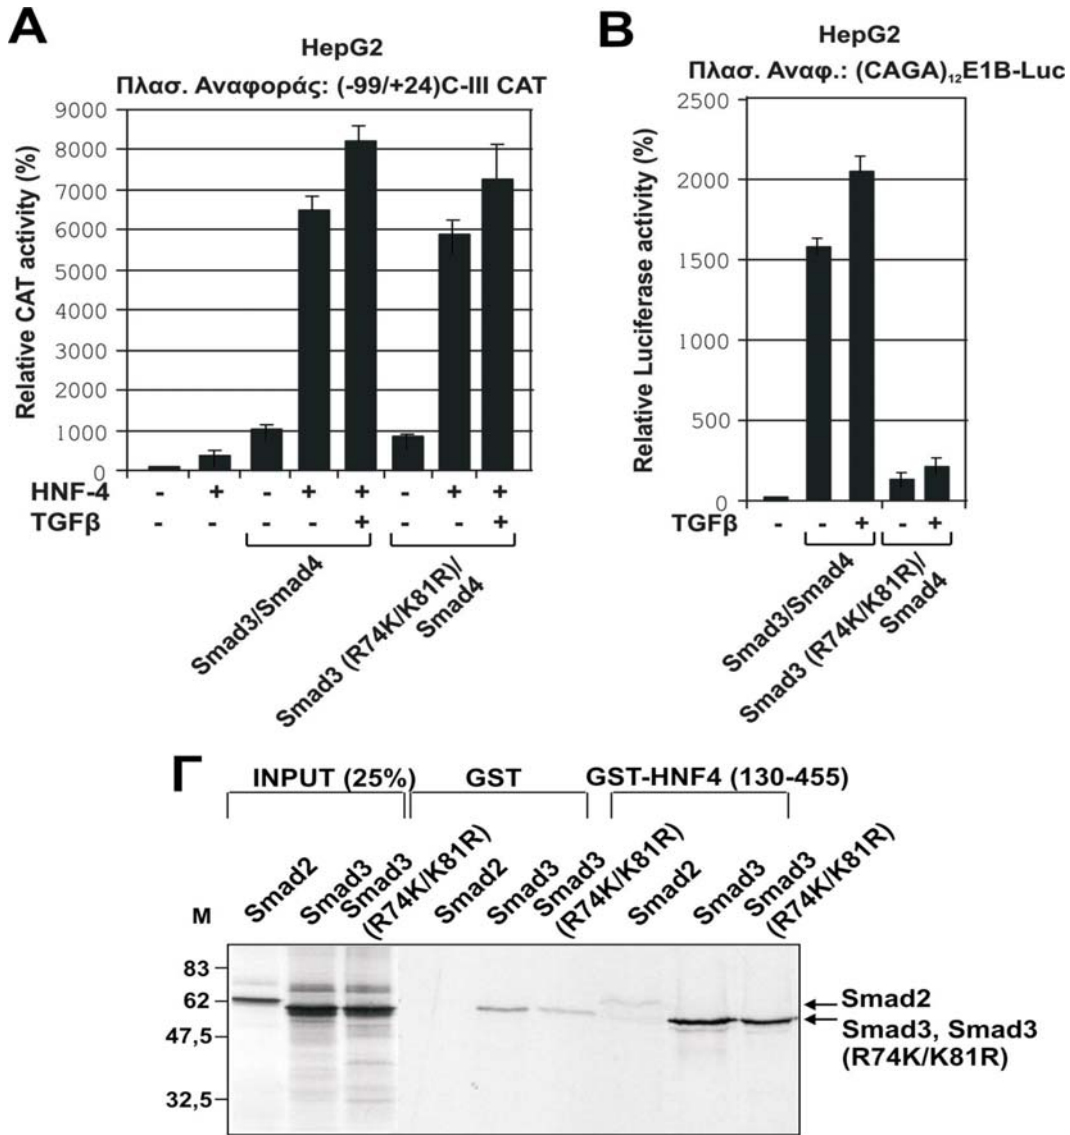 A
HepG2
Πλασ. Αναφοράς: (-99/+24)C-III CAT
Relative CAT activity (%)
9000
8000
7000
6000
5000
4000
3000
2000
1000
0
HNF-4 - + - + + - + +
TGFβ - - - - + - - +
Smad3/Smad4
Smad3 (R74K/K81R)/
Smad4
B
HepG2
Πλασ. Αναφ.: (CAGA)₁₂E1B-Luc
Relative Luciferase activity (%)
2500
2000
1500
1000
500
0
TGFβ - - + - +
Smad3/Smad4
Smad3 (R74K/K81R)/
Smad4
Γ
INPUT (25%) GST GST-HNF4 (130-455)
Smad2
Smad3
Smad3
(R74K/K81R)
Smad2
Smad3
Smad3
(R74K/K81R)
Smad2
Smad3
Smad3
(R74K/K81R)
M
83
62
47,5
32,5
Smad2
Smad3, Smad3
(R74K/K81R)